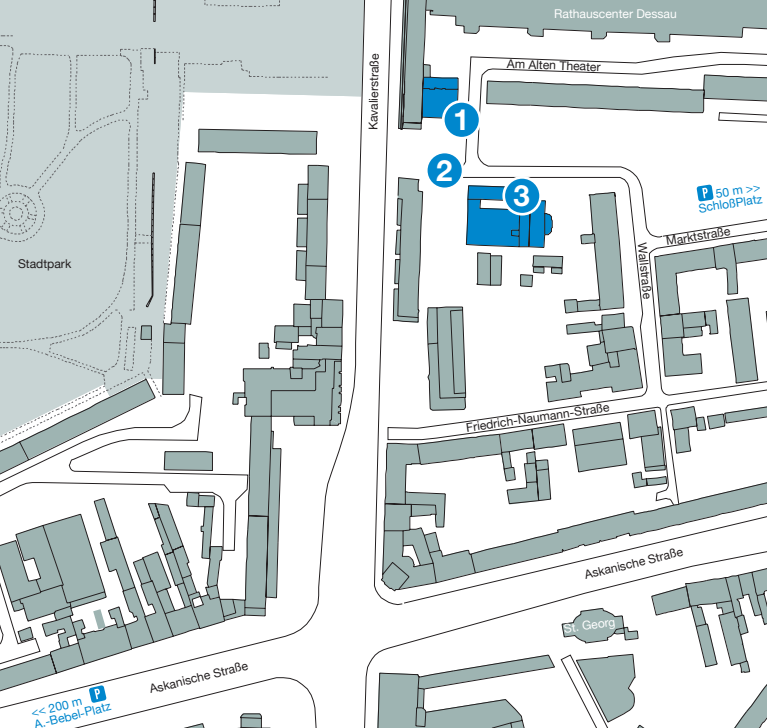 Rathauscenter Dessau
Am Alten Theater
Kavalierstraße
1
2
3
P 50 m >>
SchloßPlatz
Marktstraße
Wallstraße
Stadtpark
Friedrich-Naumann-Straße
Askanische Straße
St. Georg
Askanische Straße
<< 200 m P
A.-Bebel-Platz